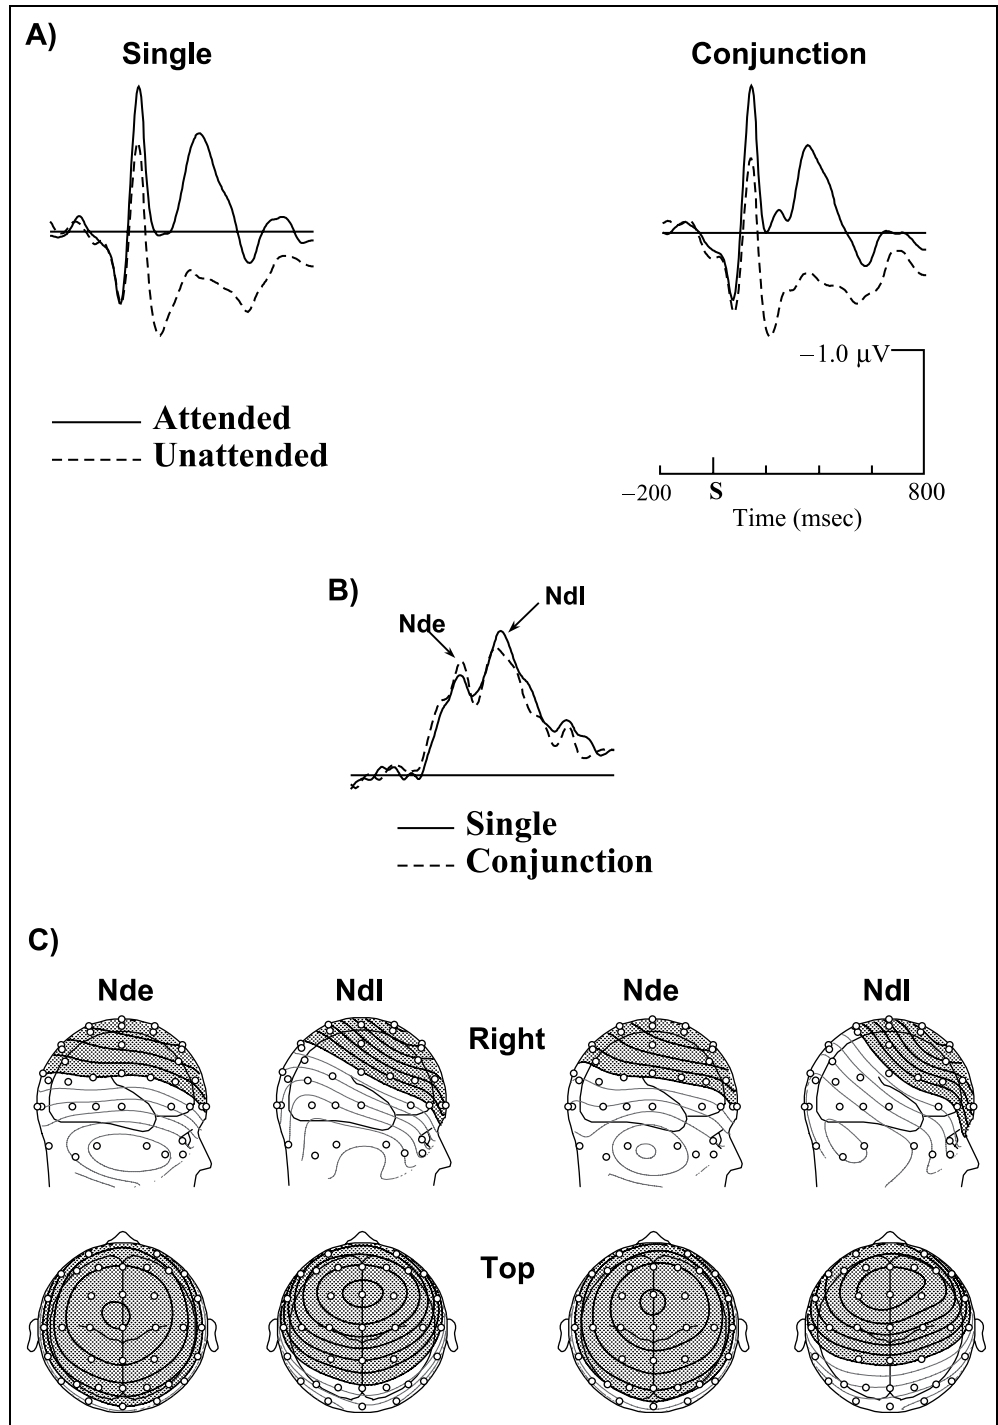 A)
Single
Conjunction
−1.0 µV
Attended
Unattended
−200 S 800
Time (msec)
B)
Ndl
Nde
Single
Conjunction
C)
Nde Ndl Nde Ndl
Right
Top